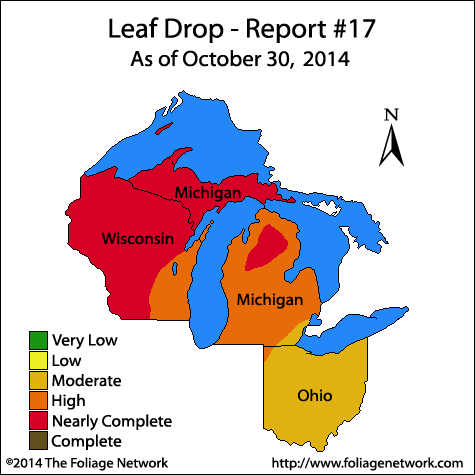 Leaf Drop - Report #17
As of October 30, 2014
N
Michigan
Wisconsin
Michigan
Ohio
Very Low
Low
Moderate
High
Nearly Complete
Complete
©2014 The Foliage Network
http://www.foliagenetwork.com